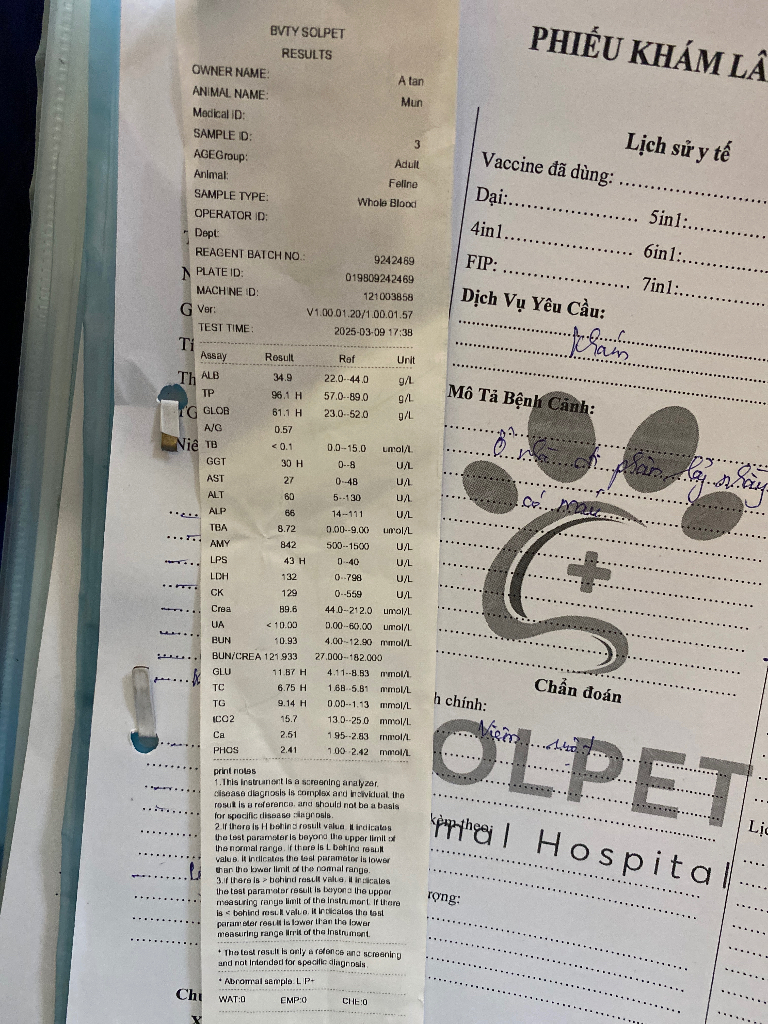 BVTY SOLPET
RESULTS
OWNER NAME: A tan
ANIMAL NAME: Mun
Medical ID:
SAMPLE ID: 3
AGEGroup: Adult
Animal: Feline
SAMPLE TYPE: Whole Blood
OPERATOR ID:
Dept:
REAGENT BATCH NO.: 9242469
PLATE ID: 019809242469
MACHINE ID: 121003858
Ver: V1.00.01.20/1.00.01.57
TEST TIME: 2025-03-09 17:38
Assay Result Ref Unit
ALB 34.9 22.0--44.0 g/L
TP 96.1 H 57.0--89.0 g/L
GLOB 61.1 H 23.0--52.0 g/L
A/G 0.57
TB <0.1 0.0--15.0 umol/L
GGT 30 H 0--8 U/L
AST 27 0--48 U/L
ALT 60 5--130 U/L
ALP 66 14--111 U/L
TBA 8.72 0.00--9.00 umol/L
AMY 842 500--1500 U/L
LPS 43 H 0--40 U/L
LDH 132 0--798 U/L
CK 129 0--559 U/L
Crea 89.6 44.0--212.0 umol/L
UA <10.00 0.00--60.00 umol/L
BUN 10.93 4.00--12.90 mmol/L
BUN/CREA 121.933 27.000--182.000
GLU 11.87 H 4.11--8.83 mmol/L
TC 6.75 H 1.68--5.81 mmol/L
TG 9.14 H 0.00--1.13 mmol/L
tCO2 15.7 13.0--25.0 mmol/L
Ca 2.51 1.95--2.83 mmol/L
PHOS 2.41 1.00--2.42 mmol/L
print notes
1.This instrument is a screening analyzer,
disease diagnosis is complex and individual. the
result is a reference, and should not be a basis
for specific disease diagnosis.
2.If there is H behind result value. It indicates
the test parameter is beyond the upper limit of
the normal range. If there is L behind result
value. It indicates the test parameter is lower
than the lower limit of the normal range.
3.If there is > behind result value. It indicates
the test parameter result is beyond the upper
measuring range limit of the instrument. If there
is < behind result value. It indicates the test
parameter result is lower than the lower
measuring range limit of the instrument.
* The test result is only a refence and screening
and not intended for specific diagnosis.
* Abnormal sample. L IP+
WAT:0 EMP:0 CHE:0
PHIẾU KHÁM LÂ
Lịch sử y tế
Vaccine đã dùng:
Dại: 5in1:
4in1 6in1:
FIP: 7in1:
Dịch Vụ Yêu Cầu:
Khám
Mô Tả Bệnh Cảnh:
Ở nhà đi phân lẫy nhầy
có máu
Chẩn đoán
h chính:
Viêm ruột
OLPET
kèm theo:
mal Hospital
ượng: